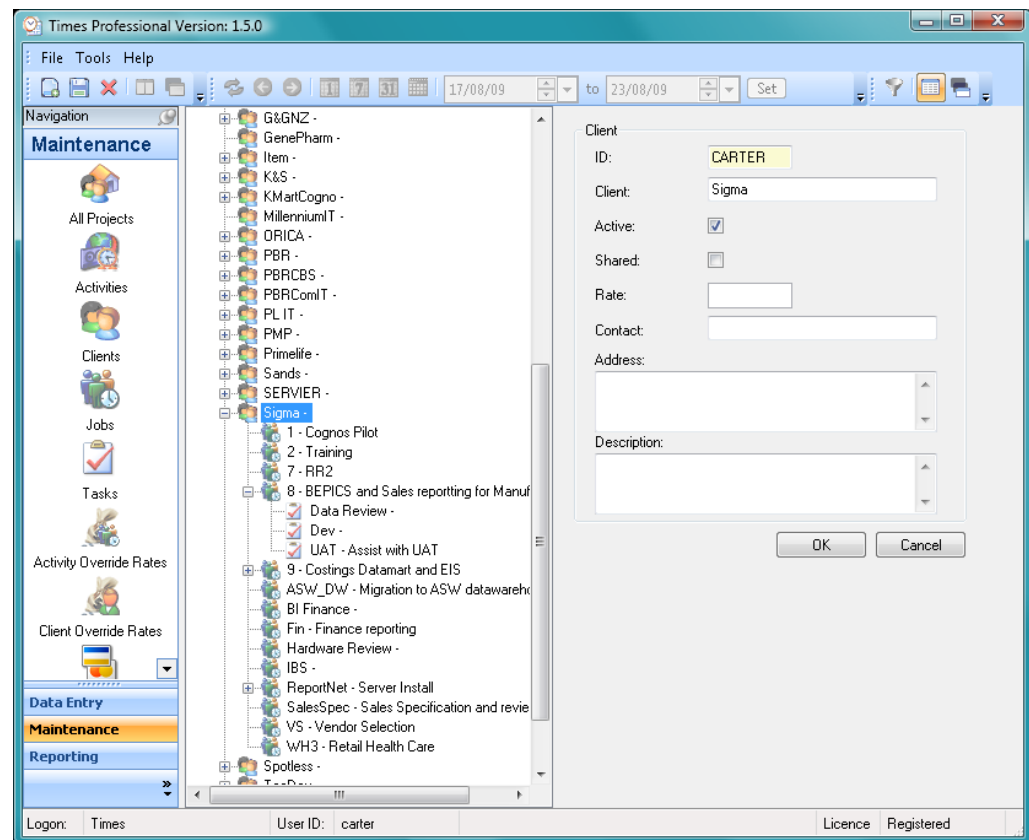 Times Professional Version: 1.5.0
File Tools Help
1 7 31 17/08/09 to 23/08/09 Set
Navigation
Maintenance
All Projects
Activities
Clients
Jobs
Tasks
Activity Override Rates
Client Override Rates
Data Entry
Maintenance
Reporting
G&GNZ -
GenePharm -
Item -
K&S -
KMartCogno -
MillenniumIT -
ORICA -
PBR -
PBRCBS -
PBRComIT -
PL IT -
PMP -
Primelife -
Sands -
SERVIER -
Sigma -
1 - Cognos Pilot
2 - Training
7 - RR2
8 - BEPICS and Sales reportting for Manuf
Data Review -
Dev -
UAT - Assist with UAT
9 - Costings Datamart and EIS
ASW_DW - Migration to ASW datawareho
BI Finance -
Fin - Finance reporting
Hardware Review -
IBS -
ReportNet - Server Install
SalesSpec - Sales Specification and revie
VS - Vendor Selection
WH3 - Retail Health Care
Spotless -
Client
ID: CARTER
Client: Sigma
Active:
Shared:
Rate:
Contact:
Address:
Description:
OK Cancel
Logon: Times User ID: carter Licence Registered